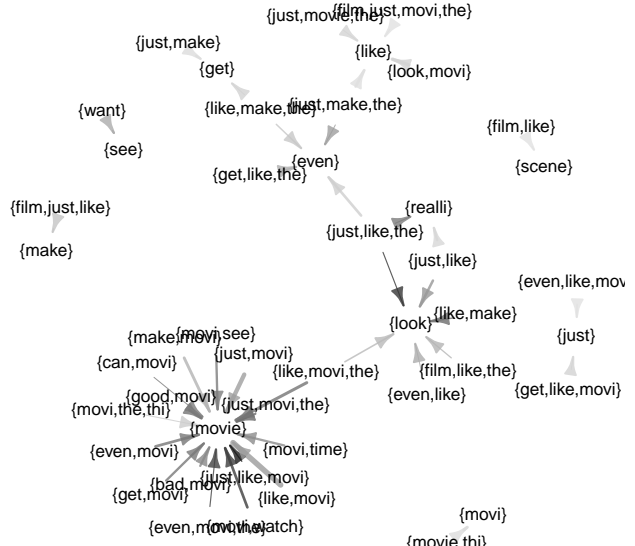 {film,just,movi,the}
{just,movie,the}
{just,make}
{like}
{get}
{look,movi}
{like,make,the}
{just,make,the}
{want}
{film,like}
{see}
{even}
{scene}
{get,like,the}
{film,just,like}
{realli}
{just,like,the}
{make}
{just,like}
{even,like,mov
{like,make}
{look}
{movi,see}
{make,movi}
{just}
{just,movi}
{can,movi}
{like,movi,the}
{film,like,the}
{good,movi}
{even,like}
{get,like,movi}
{movi,the,thi}
{just,movi,the}
{movie}
{even,movi}
{movi,time}
{just,like,movi}
{bad,movi}
{get,movi}
{like,movi}
{movi}
{even,movi,the}
{movi,watch}
{movie,thi}